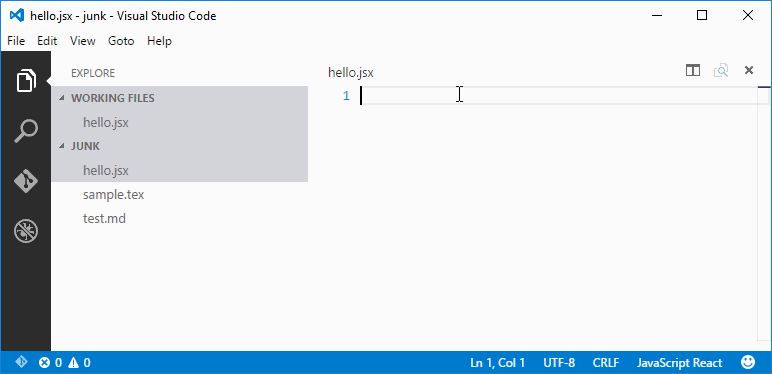 hello.jsx - junk - Visual Studio Code
File Edit View Goto Help
EXPLORE
WORKING FILES
hello.jsx
JUNK
hello.jsx
sample.tex
test.md
hello.jsx
1
0 0 Ln 1, Col 1 UTF-8 CRLF JavaScript React